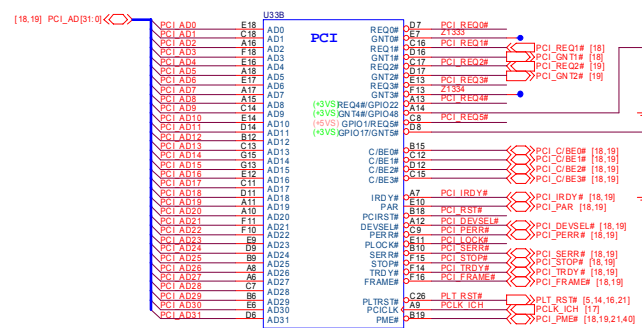 U33B
[18,19] PCI_AD[31:0]
PCI
PCI_AD0 E18 AD0 REQ0# D7 PCI_REQ0#
PCI_AD1 C18 AD1 GNT0# E7 Z1333
PCI_AD2 A16 AD2 REQ1# C16 PCI_REQ1# PCI_REQ1# [18]
PCI_AD3 F18 AD3 GNT1# D16 PCI_GNT1# [18]
PCI_AD4 E16 AD4 REQ2# C17 PCI_REQ2# [19]
PCI_AD5 A18 AD5 GNT2# D17 PCI_GNT2# [19]
PCI_AD6 E17 AD6 REQ3# E13 PCI_REQ3#
PCI_AD7 A17 AD7 GNT3# F13 Z1334
PCI_AD8 A15 AD8 (+3VS) REQ4#/GPIO22 A13 PCI_REQ4#
PCI_AD9 C14 AD9 (+3VS) GNT4#/GPIO48 A14
PCI_AD10 E14 AD10 (+5VS) GPIO1/REQ5# C8 PCI_REQ5#
PCI_AD11 D14 AD11 (+3VS) GPIO17/GNT5# D8
PCI_AD12 B12 AD12
PCI_AD13 C13 AD13 C/BE0# B15 PCI_C/BE0# [18,19]
PCI_AD14 G15 AD14 C/BE1# C12 PCI_C/BE1# [18,19]
PCI_AD15 G13 AD15 C/BE2# D12 PCI_C/BE2# [18,19]
PCI_AD16 E12 AD16 C/BE3# C15 PCI_C/BE3# [18,19]
PCI_AD17 C11 AD17
PCI_AD18 D11 AD18 IRDY# A7 PCI_IRDY# PCI_IRDY# [18,19]
PCI_AD19 A11 AD19 PAR E10 PCI_PAR [18,19]
PCI_AD20 A10 AD20 PCIRST# B18 PCI_RST#
PCI_AD21 F11 AD21 DEVSEL# A12 PCI_DEVSEL# PCI_DEVSEL# [18,19]
PCI_AD22 F10 AD22 PERR# C9 PCI_PERR# PCI_PERR# [18,19]
PCI_AD23 E9 AD23 PLOCK# E11 PCI_LOCK#
PCI_AD24 D9 AD24 SERR# B10 PCI_SERR# PCI_SERR# [18,19]
PCI_AD25 B9 AD25 STOP# F15 PCI_STOP# PCI_STOP# [18,19]
PCI_AD26 A8 AD26 TRDY# F14 PCI_TRDY# PCI_TRDY# [18,19]
PCI_AD27 A6 AD27 FRAME# F16 PCI_FRAME# PCI_FRAME# [18,19]
PCI_AD28 C7 AD28
PCI_AD29 B6 AD29 PLTRST# C26 PLT_RST# PLT_RST# [5,14,16,21]
PCI_AD30 E6 AD30 PCICLK A9 PCLK_ICH PCLK_ICH [17]
PCI_AD31 D6 AD31 PME# B19 PCI_PME# [18,19,21,40]